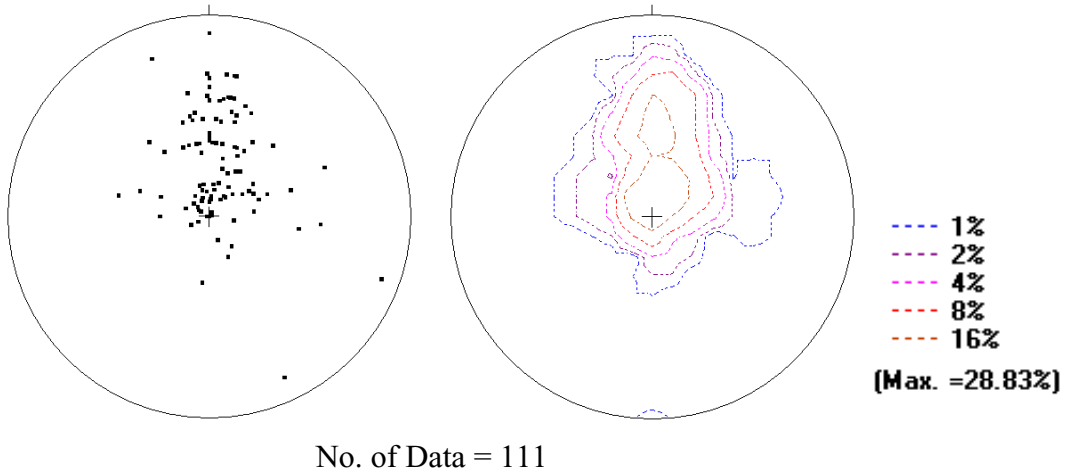 1%
2%
4%
8%
16%
(Max. =28.83%)
No. of Data = 111